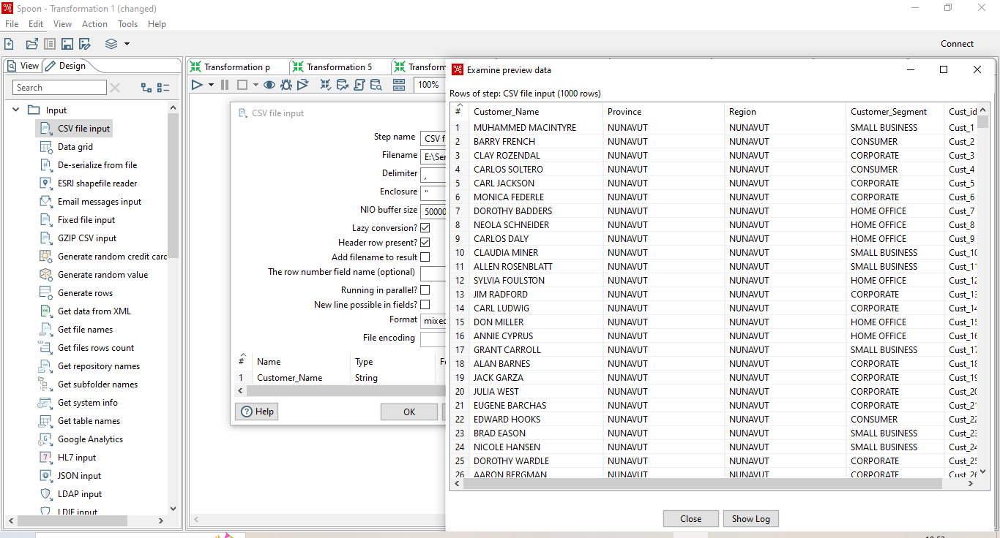 Spoon - Transformation 1 (changed)
File Edit View Action Tools Help
Connect
View Design
Search
Input
CSV file input
Data grid
De-serialize from file
ESRI shapefile reader
Email messages input
Fixed file input
GZIP CSV input
Generate random credit card
Generate random value
Generate rows
Get data from XML
Get file names
Get files rows count
Get repository names
Get subfolder names
Get system info
Get table names
Google Analytics
HL7 input
JSON input
LDAP input
LDIF input
Transformation p Transformation 5 Transform
100%
CSV file input
Step name CSV f
Filename E:\Ser
Delimiter ,
Enclosure "
NIO buffer size 50000
Lazy conversion?
Header row present?
Add filename to result
The row number field name (optional)
Running in parallel?
New line possible in fields?
Format mixed
File encoding
# Name Type Fo
1 Customer_Name String
Help OK
Examine preview data
Rows of step: CSV file input (1000 rows)
# Customer_Name Province Region Customer_Segment Cust_id
1 MUHAMMED MACINTYRE NUNAVUT NUNAVUT SMALL BUSINESS Cust_1
2 BARRY FRENCH NUNAVUT NUNAVUT CONSUMER Cust_2
3 CLAY ROZENDAL NUNAVUT NUNAVUT CORPORATE Cust_3
4 CARLOS SOLTERO NUNAVUT NUNAVUT CONSUMER Cust_4
5 CARL JACKSON NUNAVUT NUNAVUT CORPORATE Cust_5
6 MONICA FEDERLE NUNAVUT NUNAVUT CORPORATE Cust_6
7 DOROTHY BADDERS NUNAVUT NUNAVUT HOME OFFICE Cust_7
8 NEOLA SCHNEIDER NUNAVUT NUNAVUT HOME OFFICE Cust_8
9 CARLOS DALY NUNAVUT NUNAVUT HOME OFFICE Cust_9
10 CLAUDIA MINER NUNAVUT NUNAVUT SMALL BUSINESS Cust_10
11 ALLEN ROSENBLATT NUNAVUT NUNAVUT SMALL BUSINESS Cust_11
12 SYLVIA FOULSTON NUNAVUT NUNAVUT HOME OFFICE Cust_12
13 JIM RADFORD NUNAVUT NUNAVUT CORPORATE Cust_13
14 CARL LUDWIG NUNAVUT NUNAVUT CORPORATE Cust_14
15 DON MILLER NUNAVUT NUNAVUT HOME OFFICE Cust_15
16 ANNIE CYPRUS NUNAVUT NUNAVUT HOME OFFICE Cust_16
17 GRANT CARROLL NUNAVUT NUNAVUT SMALL BUSINESS Cust_17
18 ALAN BARNES NUNAVUT NUNAVUT CORPORATE Cust_18
19 JACK GARZA NUNAVUT NUNAVUT CORPORATE Cust_19
20 JULIA WEST NUNAVUT NUNAVUT CORPORATE Cust_20
21 EUGENE BARCHAS NUNAVUT NUNAVUT CORPORATE Cust_21
22 EDWARD HOOKS NUNAVUT NUNAVUT CONSUMER Cust_22
23 BRAD EASON NUNAVUT NUNAVUT SMALL BUSINESS Cust_23
24 NICOLE HANSEN NUNAVUT NUNAVUT SMALL BUSINESS Cust_24
25 DOROTHY WARDLE NUNAVUT NUNAVUT CORPORATE Cust_25
26 AARON BERGMAN NUNAVUT NUNAVUT CORPORATE Cust_26
Close Show Log